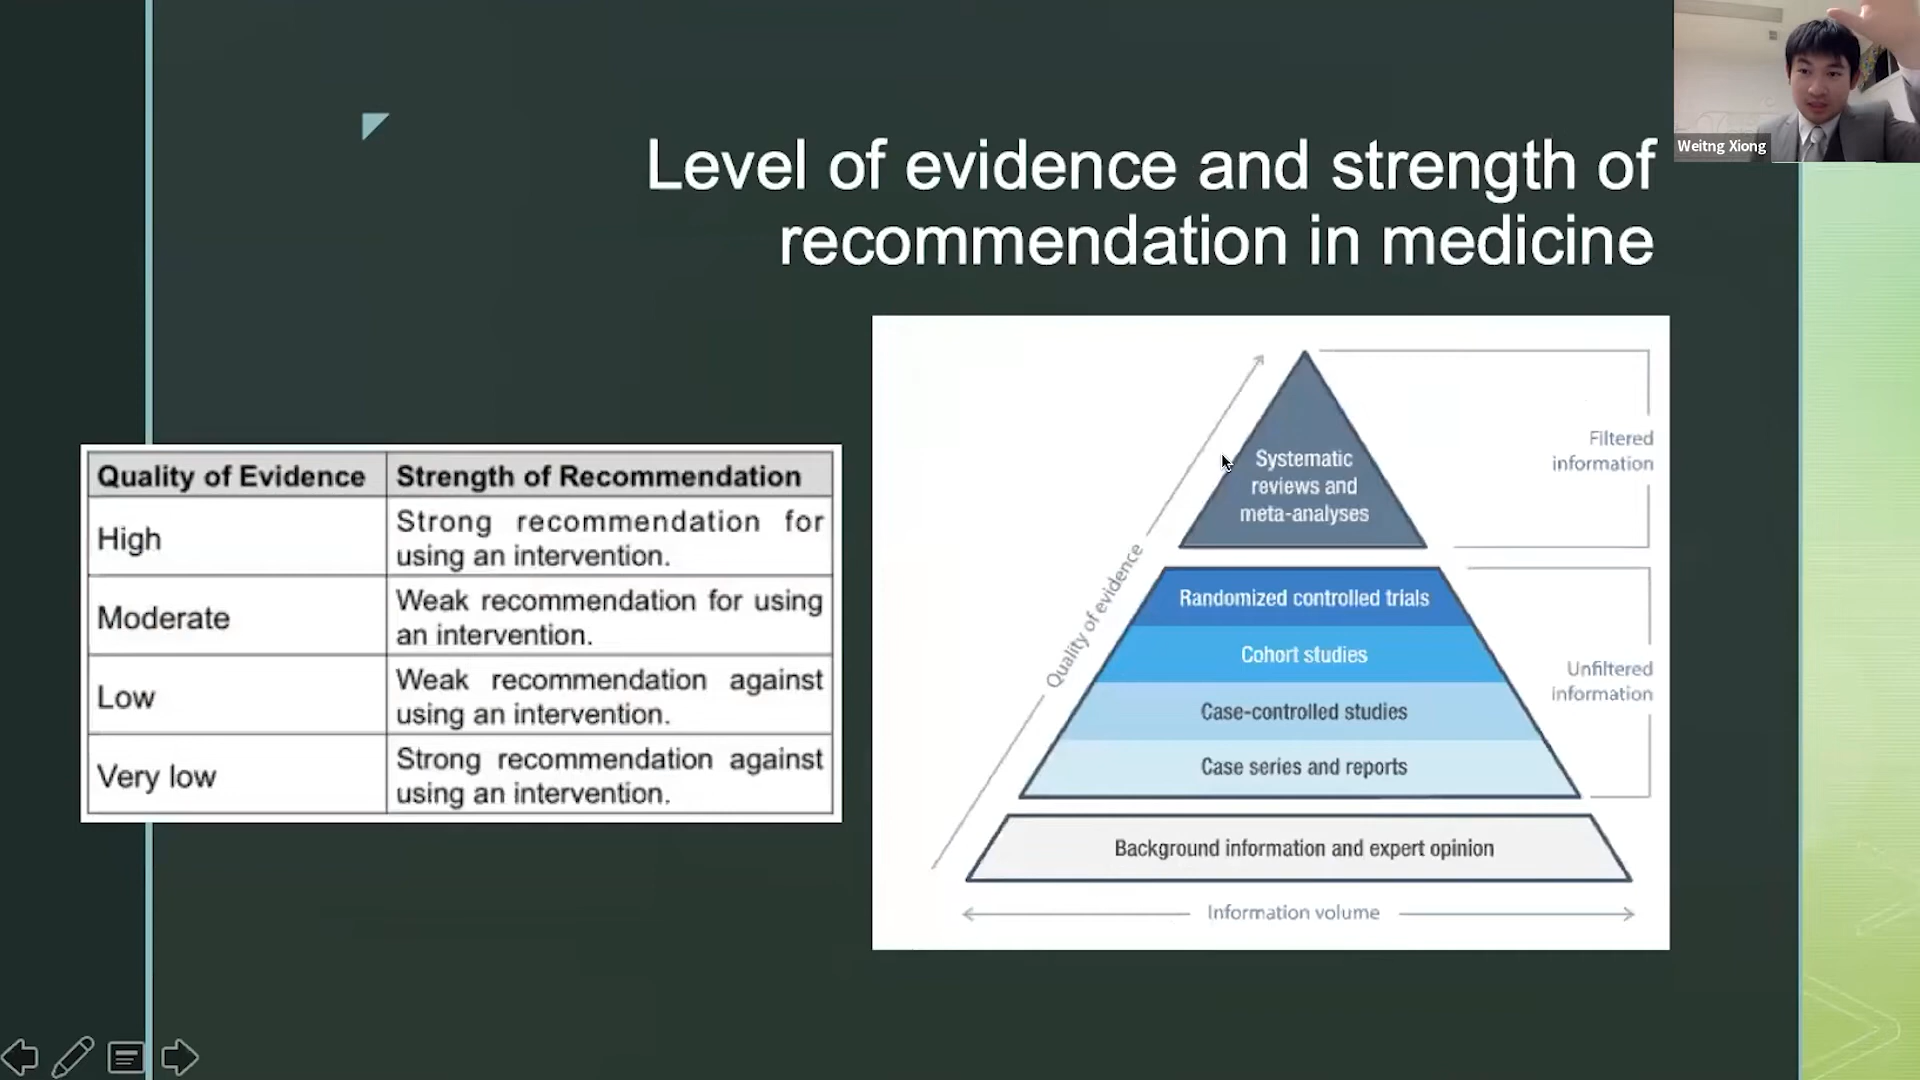 Weitng Xiong
Level of evidence and strength of
recommendation in medicine
Quality of Evidence
Strength of Recommendation
High
Strong recommendation for
using an intervention.
Moderate
Weak recommendation for using
an intervention.
Low
Weak recommendation against
using an intervention.
Very low
Strong recommendation against
using an intervention.
Quality of evidence
Systematic
reviews and
meta-analyses
Filtered
information
Randomized controlled trials
Cohort studies
Case-controlled studies
Case series and reports
Unfiltered
information
Background information and expert opinion
Information volume